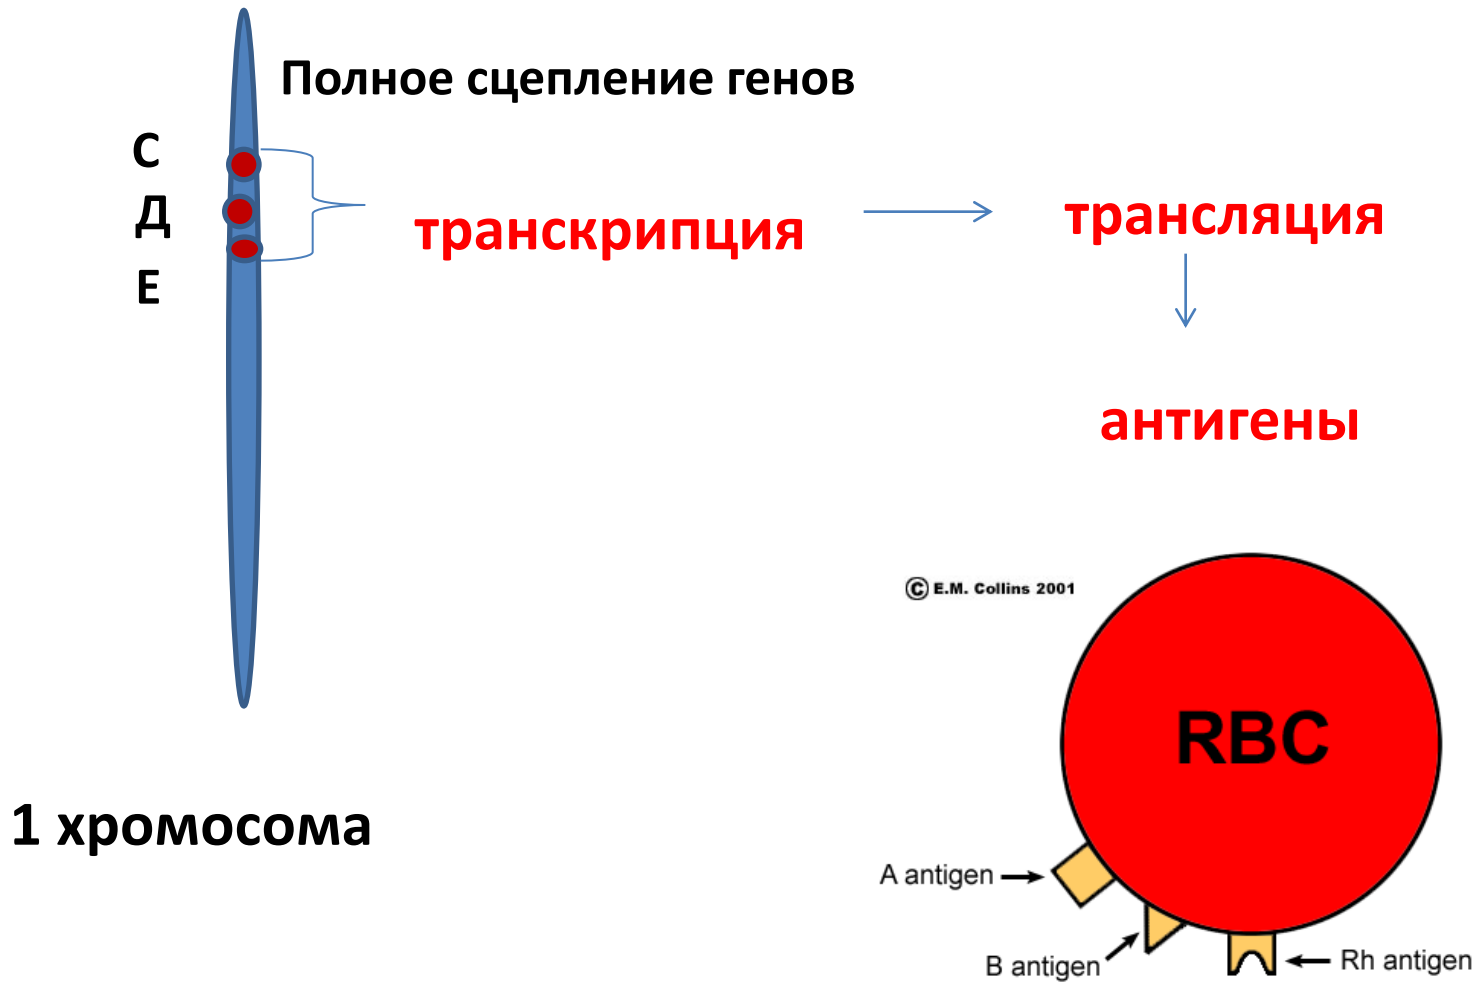 Полное сцепление генов
С
Д
Е
транскрипция
трансляция
антигены
© E.M. Collins 2001
RBC
1 хромосома
A antigen
B antigen
Rh antigen